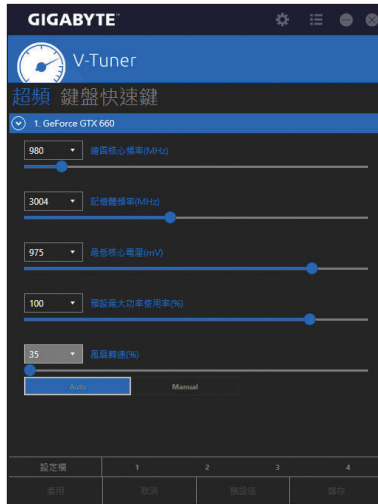 GIGABYTE™
V-Tuner
超頻 鍵盤快速鍵
1. GeForce GTX 660
980 繪圖核心頻率(MHz)
3004 記憶體頻率(MHz)
975 最低核心電壓(mV)
100 預設最大功率使用率(%)
35 風扇轉速(%)
Auto Manual
設定檔 1 2 3 4
套用 取消 預設值 儲存